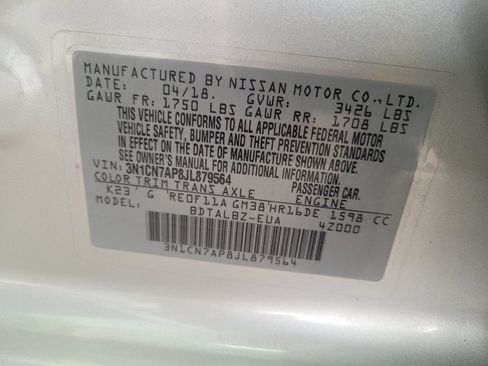 MANUFACTURED BY NISSAN MOTOR CO., LTD.
DATE: 04/18. GVWR: 3426 LBS
GAWR FR: 1750 LBS GAWR RR: 1708 LBS
THIS VEHICLE CONFORMS TO ALL APPLICABLE FEDERAL MOTOR
VEHICLE SAFETY, BUMPER AND THEFT PREVENTION STANDARDS
IN EFFECT ON THE DATE OF MANUFACTURE SHOWN ABOVE.
SEE OWNER'S MANUAL FOR FURTHER INFORMATION
VIN: 3N1CN7AP8JL879564 PASSENGER CAR
COLOR TRIM TRANS AXLE ENGINE
K23 G RE0F11A GM38 HR16DE 1598 CC
MODEL: BDTALBZ-EUA 4Z000
3N1CN7AP8JL879564